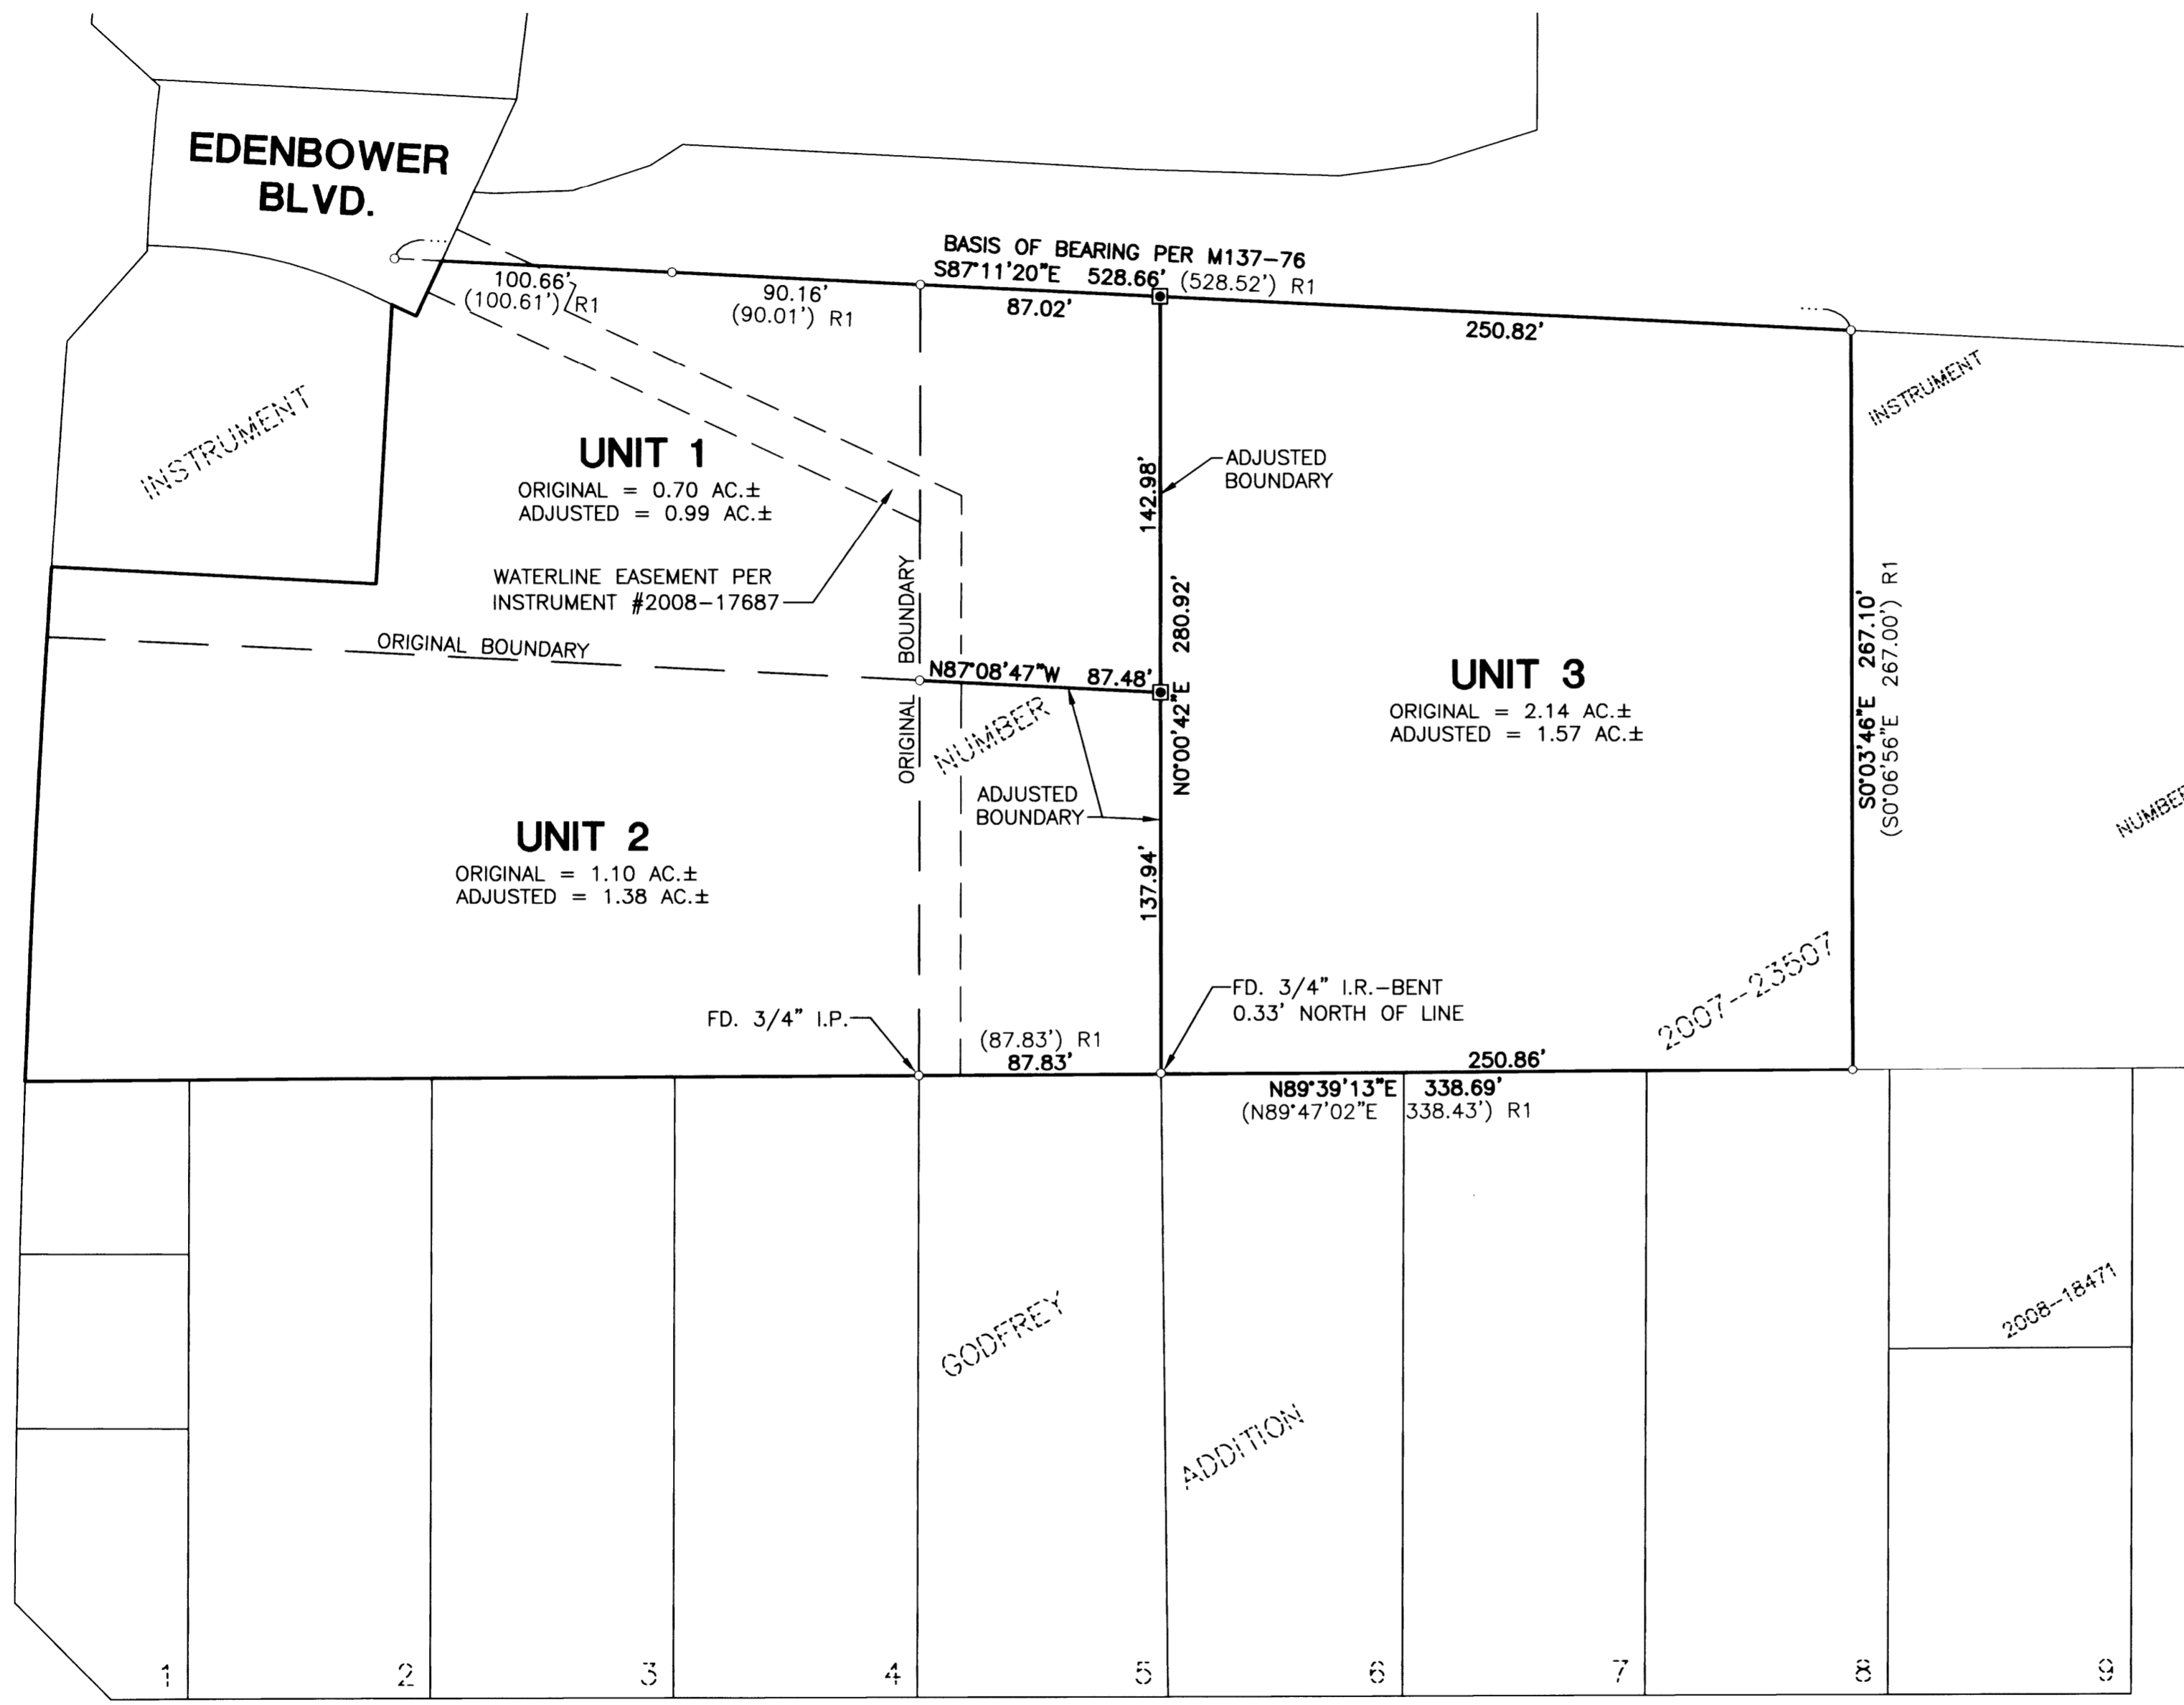 EDENBOWER
BLVD.
BASIS OF BEARING PER M137-76
S87°11'20"E 528.66' (528.52') R1
100.66'
(100.61') R1
90.16'
(90.01') R1
87.02'
250.82'
INSTRUMENT
INSTRUMENT
UNIT 1
ORIGINAL = 0.70 AC.±
ADJUSTED = 0.99 AC.±
ADJUSTED
BOUNDARY
142.98'
WATERLINE EASEMENT PER
INSTRUMENT #2008-17687
ORIGINAL BOUNDARY
ORIGINAL BOUNDARY
N87°08'47"W 87.48'
N0°00'42"E 280.92'
UNIT 3
ORIGINAL = 2.14 AC.±
ADJUSTED = 1.57 AC.±
S0°03'46"E 267.10'
(S0°06'56"E 267.00') R1
NUMBER
NUMBER
ADJUSTED
BOUNDARY
UNIT 2
ORIGINAL = 1.10 AC.±
ADJUSTED = 1.38 AC.±
137.94'
2007-23507
FD. 3/4" I.P.
FD. 3/4" I.R.-BENT
0.33' NORTH OF LINE
(87.83') R1
87.83'
250.86'
N89°39'13"E 338.69'
(N89°47'02"E 338.43') R1
GODFREY
ADDITION
2008-18471
1 2 3 4 5 6 7 8 9